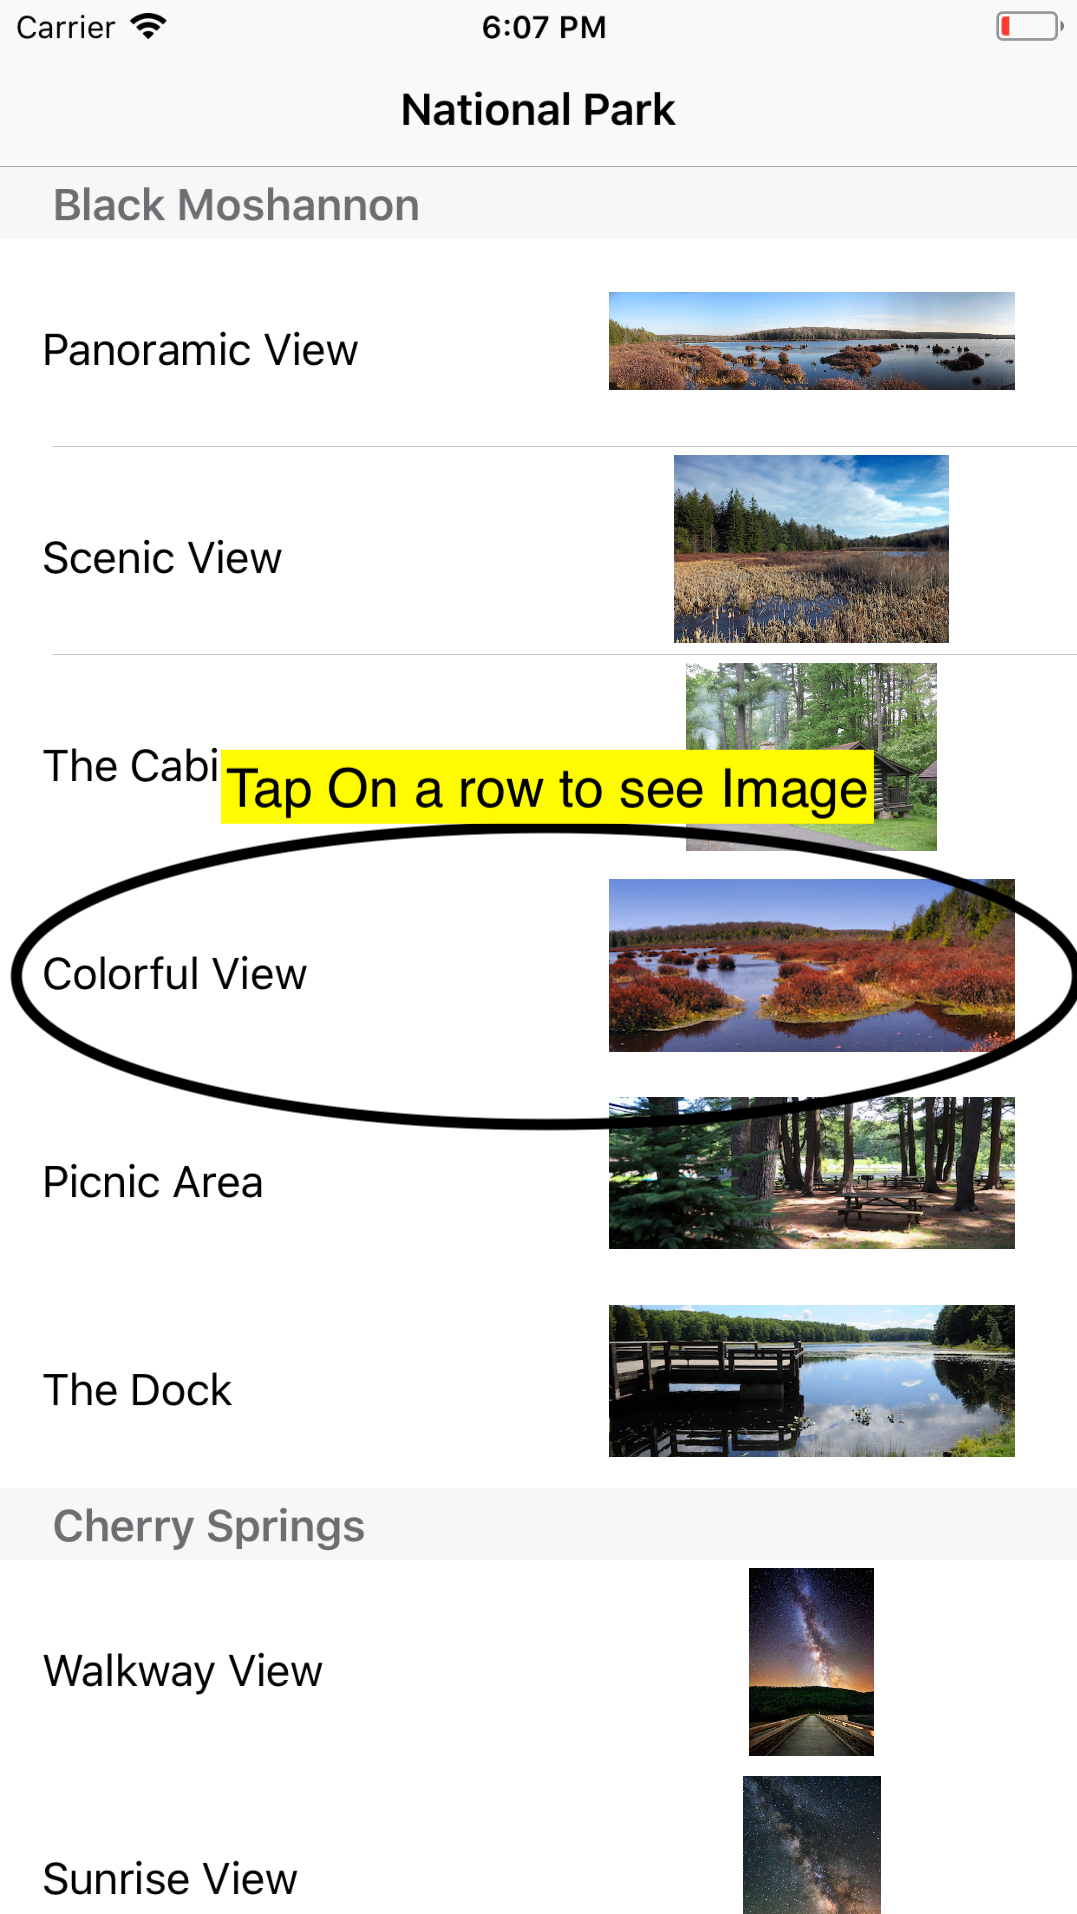 Carrier 6:07 PM
National Park
Black Moshannon
Panoramic View
Scenic View
The Cabi
Tap On a row to see Image
Colorful View
Picnic Area
The Dock
Cherry Springs
Walkway View
Sunrise View